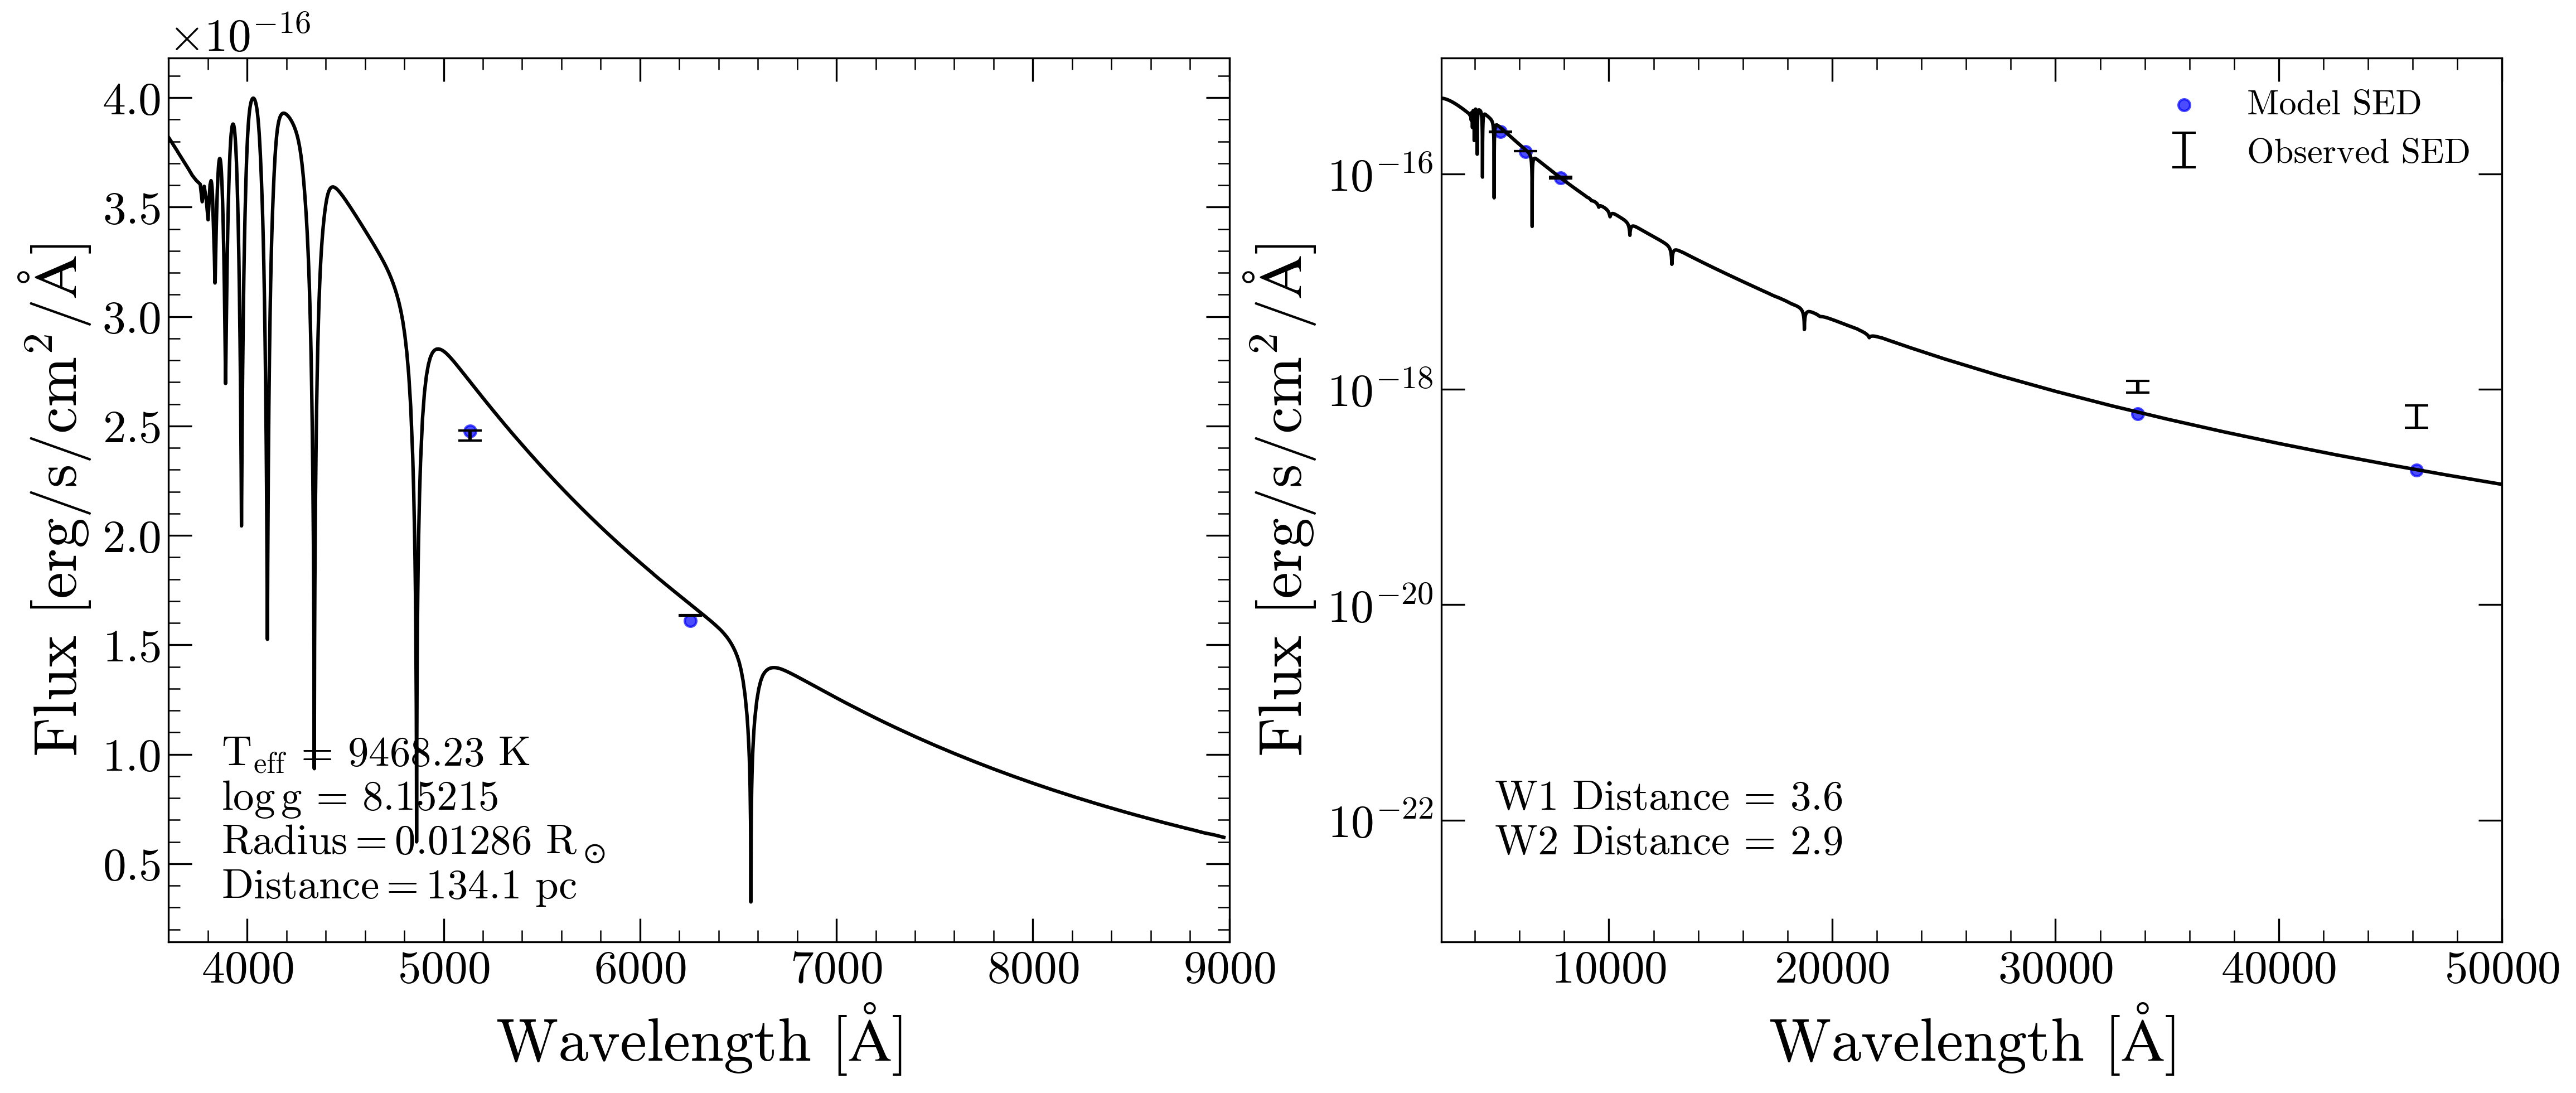 ×10⁻¹⁶
4.0
3.5
3.0
2.5
2.0
1.5
1.0
0.5
Flux [erg/s/cm²/Å]
T_eff = 9468.23 K
log g = 8.15215
Radius = 0.01286 R_⊙
Distance = 134.1 pc
4000 5000 6000 7000 8000 9000
Wavelength [Å]
Model SED
Observed SED
10⁻¹⁶
10⁻¹⁸
10⁻²⁰
10⁻²²
Flux [erg/s/cm²/Å]
W1 Distance = 3.6
W2 Distance = 2.9
10000 20000 30000 40000 50000
Wavelength [Å]